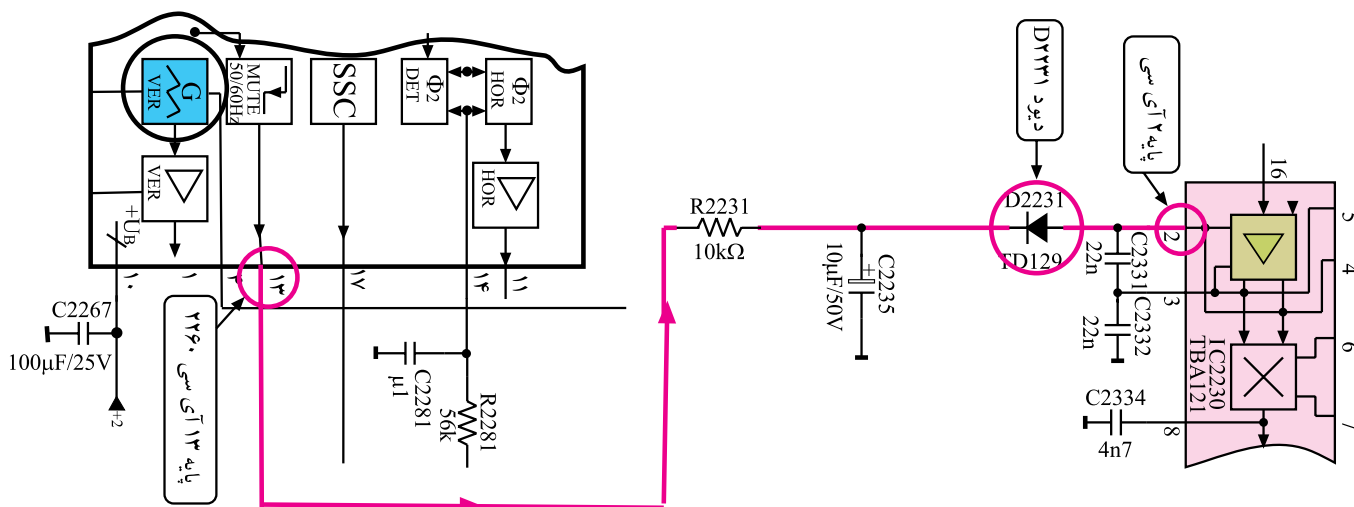 G
VER
MUTE
50/60Hz
SSC
Φ2
DET
Φ2
HOR
VER
HOR
+U_B
۱۰
۱
۱۳
۱۷
۱۴
۱۱
C2267
100µF/25V
+2
پایه ۱۳ آی سی
۲۲۶۰
C2281
µ1
R2281
56k
R2231
10kΩ
C2235
+
10µF/50V
دیود D۲۲۳۱
D2231
TD129
پایه ۲ آی سی
C2331
22n
C2332
22n
C2334
4n7
16
2
3
5
4
6
7
8
IC2230
TBA121